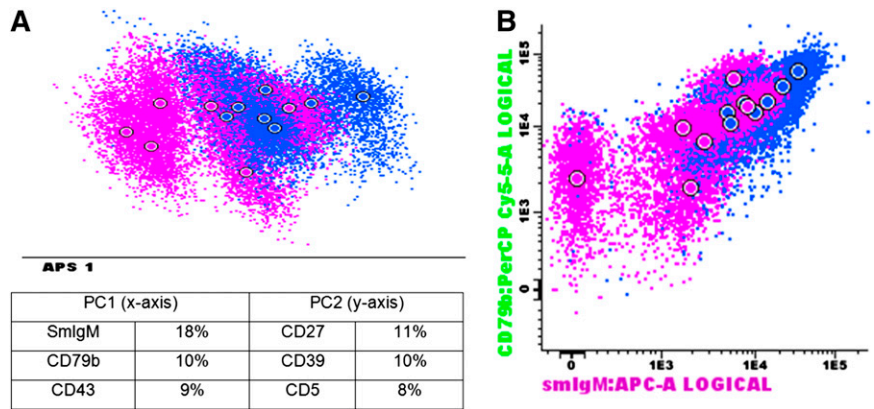 A
APS 1
PC1 (x-axis) PC2 (y-axis)
SmIgM 18% CD27 11%
CD79b 10% CD39 10%
CD43 9% CD5 8%
B
CD79b:PerCP Cy5-5-A LOGICAL
1E5
1E4
1E3
0
0 1E3 1E4 1E5
smIgM:APC-A LOGICAL